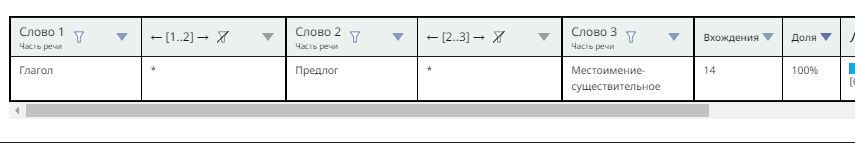 Слово 1
Часть речи
← [1..2] →
Слово 2
Часть речи
← [2..3] →
Слово 3
Часть речи
Вхождения
Доля
Глагол
*
Предлог
*
Местоимение-
существительное
14
100%